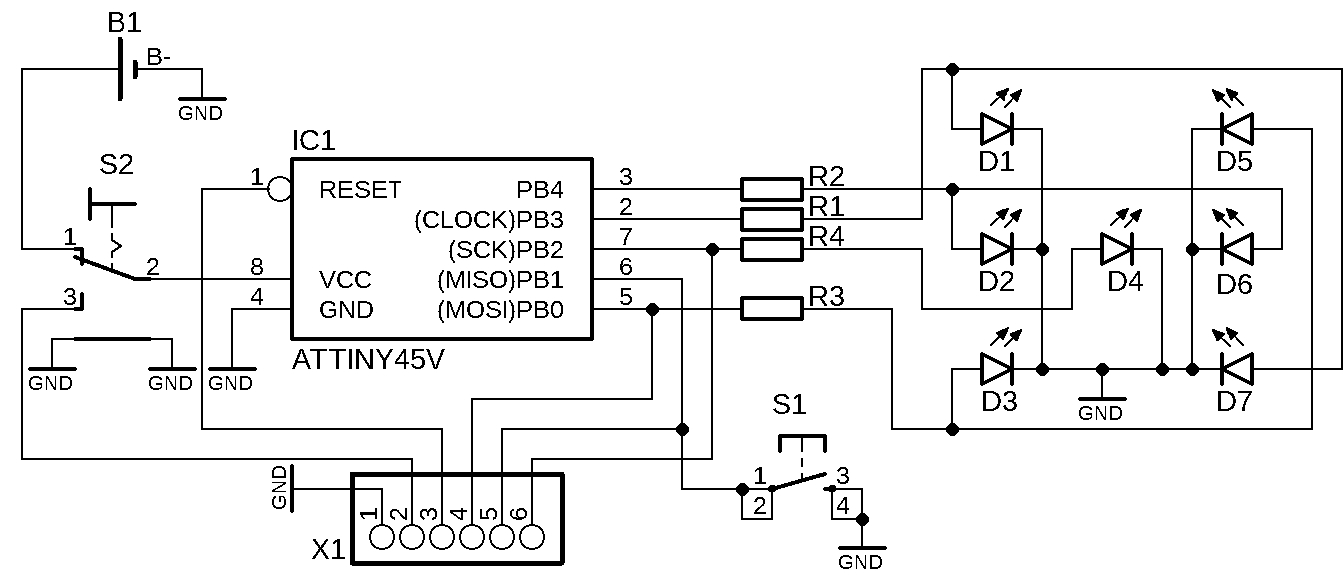 B1
B-
GND
S2
1
2
3
GND
GND
GND
IC1
1
RESET
PB4
3
(CLOCK)PB3
2
(SCK)PB2
7
8
VCC
(MISO)PB1
6
4
GND
(MOSI)PB0
5
ATTINY45V
R2
R1
R4
R3
D1
D5
D2
D4
D6
D3
D7
GND
S1
1
3
2
4
GND
GND
1
2
3
4
5
6
X1